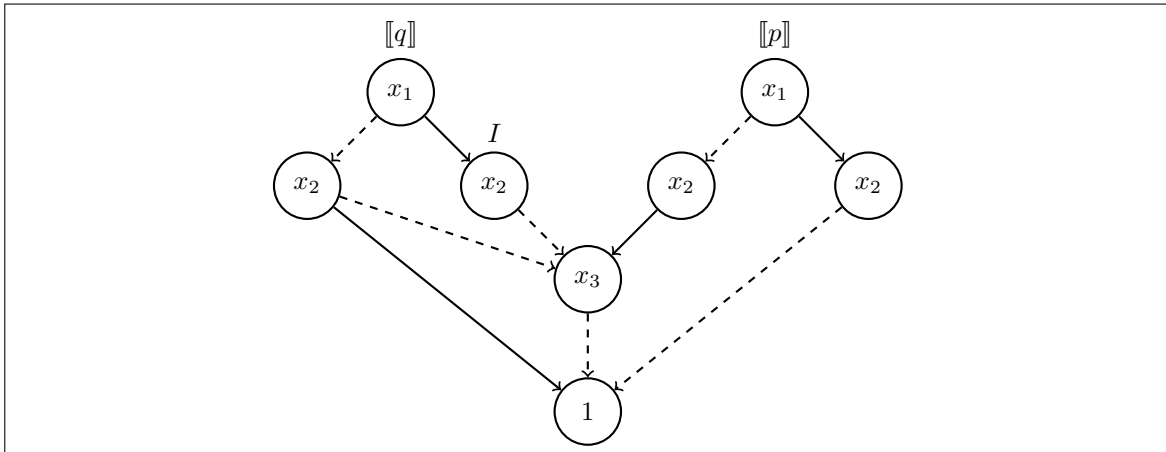 ⟦q⟧ ⟦p⟧
x₁ x₁
I
x₂ x₂ x₂ x₂
x₃
1